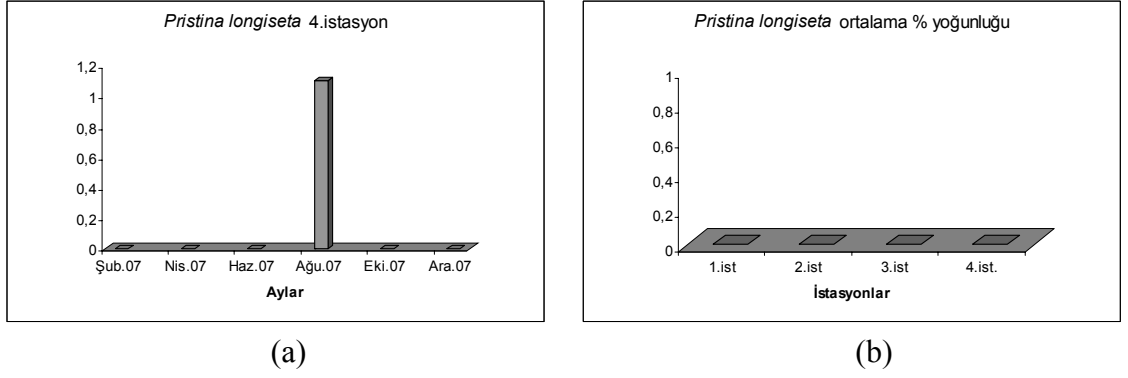 Pristina longiseta 4.istasyon
1,2
1
0,8
0,6
0,4
0,2
0
Şub.07 Nis.07 Haz.07 Ağu.07 Eki.07 Ara.07
Aylar
(a)
Pristina longiseta ortalama % yoğunluğu
1
0,8
0,6
0,4
0,2
0
1.ist 2.ist 3.ist 4.ist.
İstasyonlar
(b)